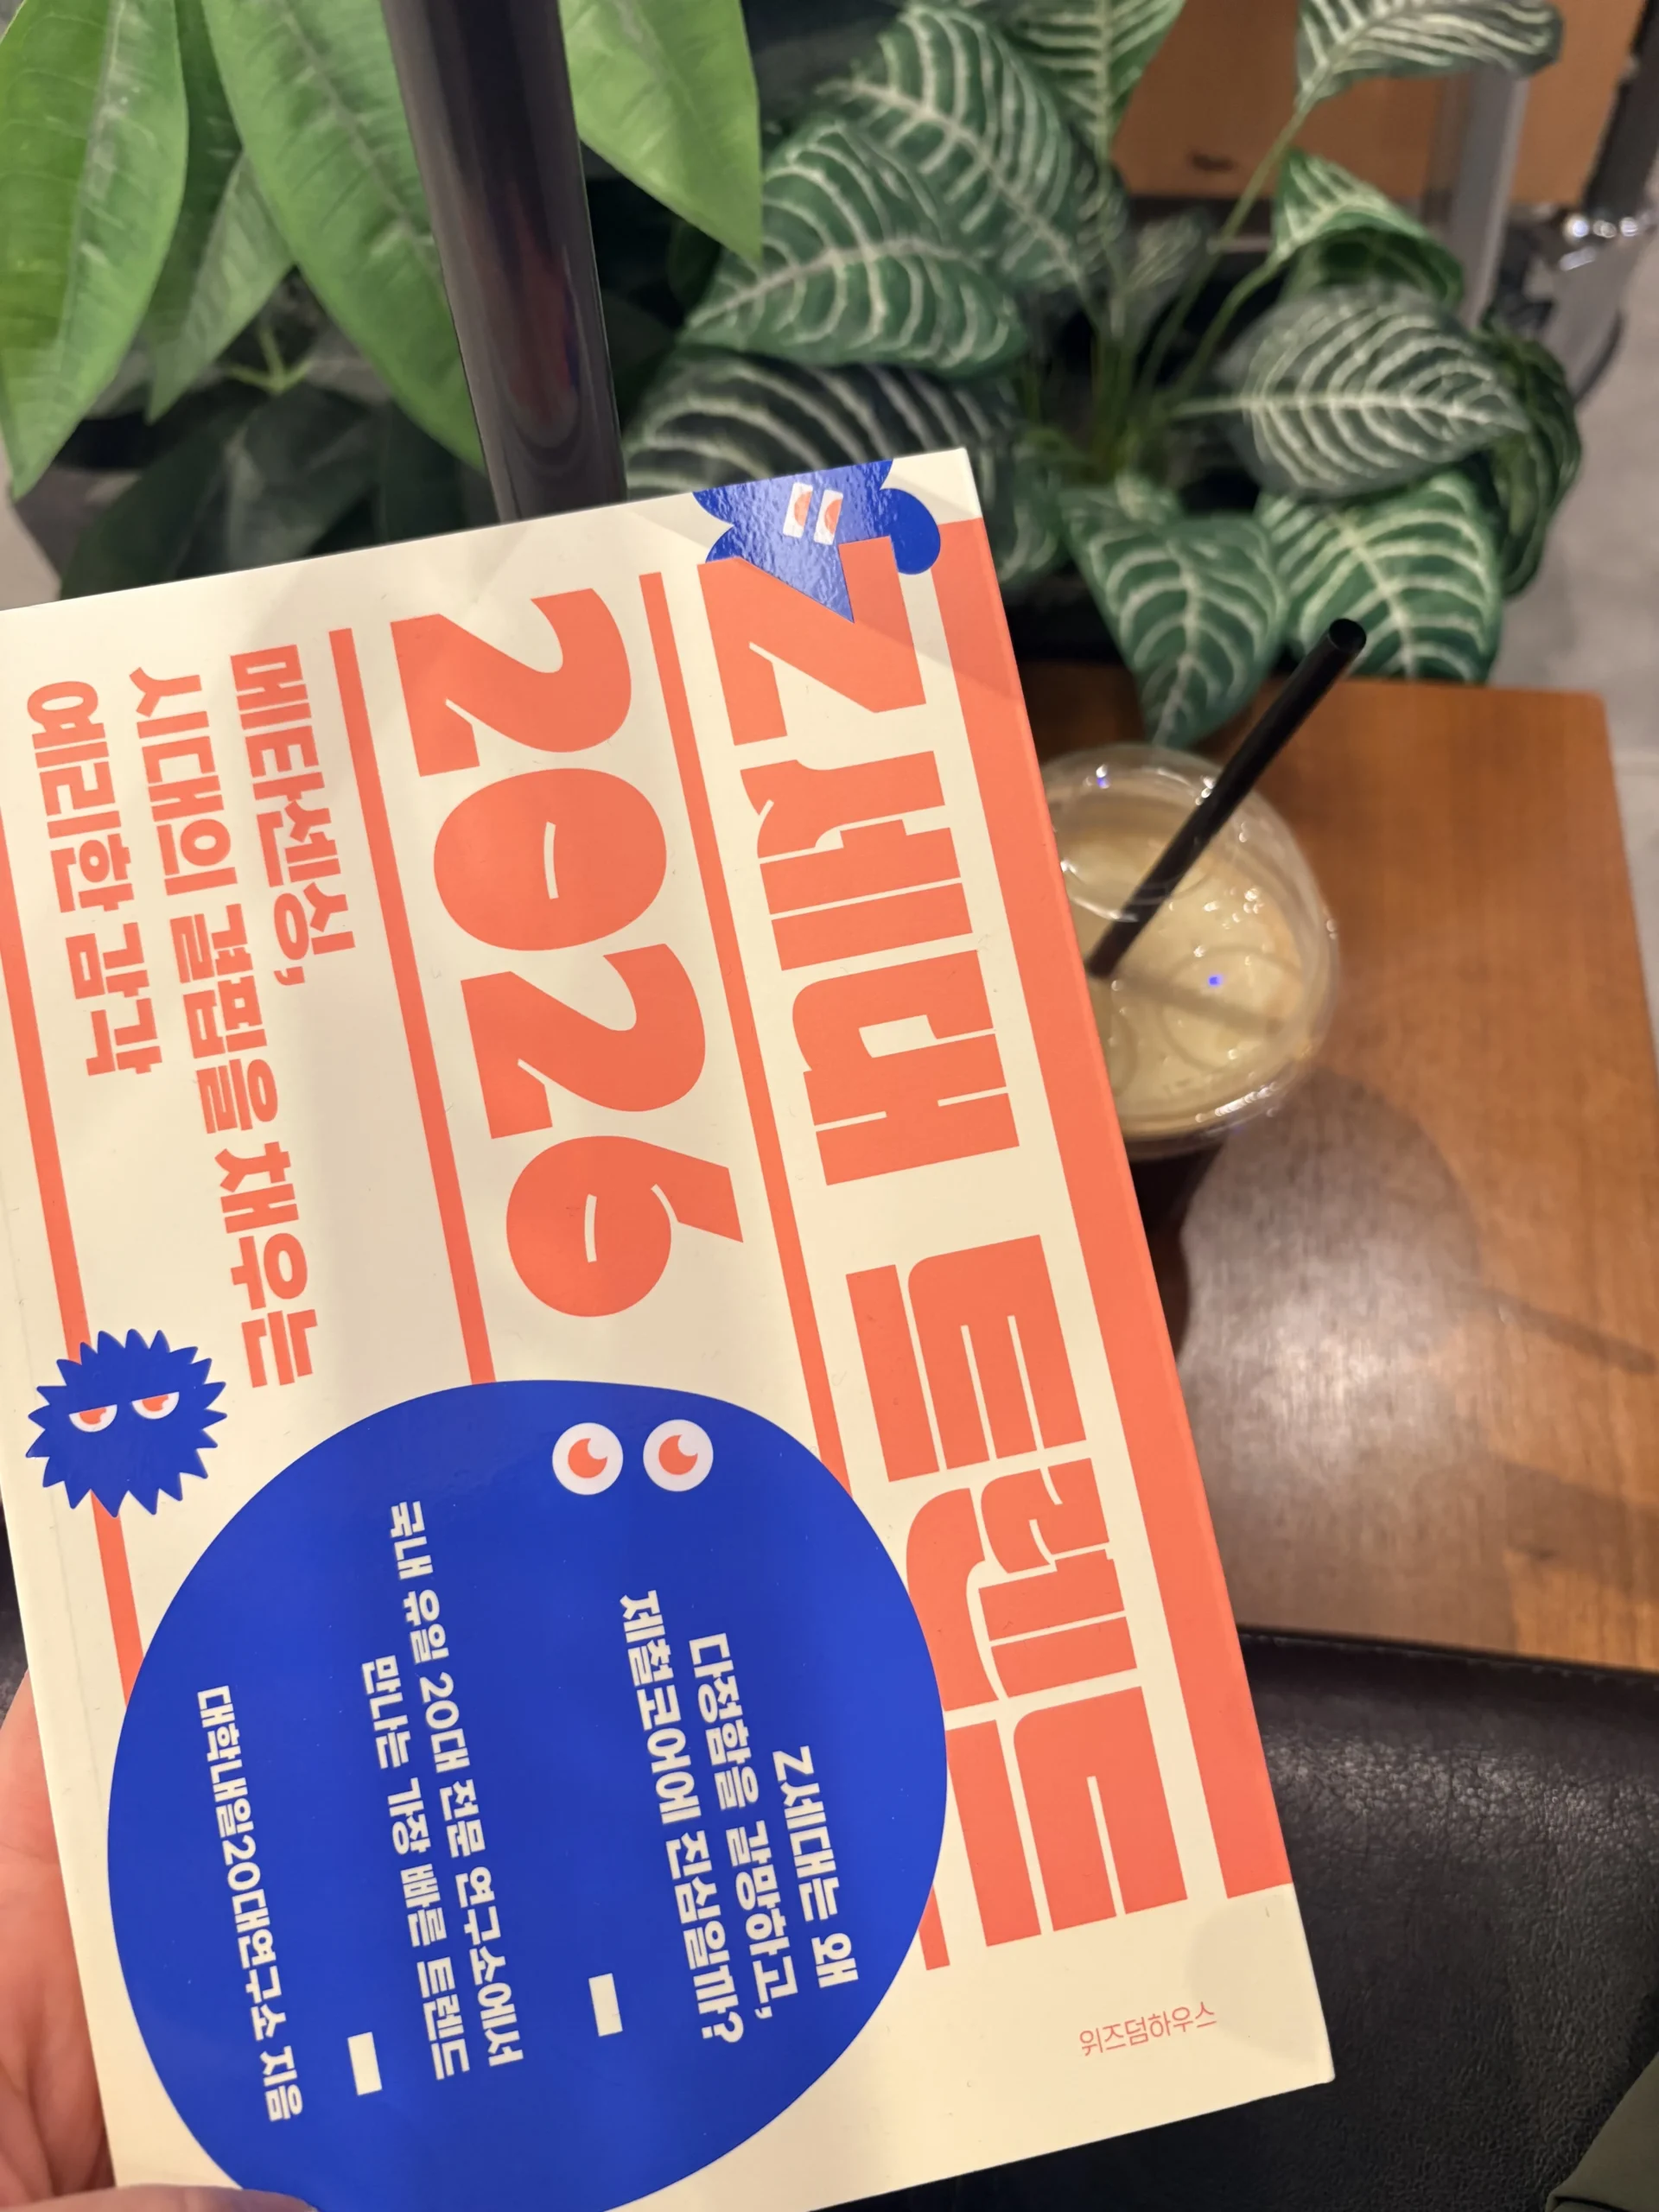 Z세대 트렌드
2026
메타센싱,
시대의 결핍을 채우는
예리한 감각
Z세대는 왜
다정함을 갈망하고,
제철코어에 진심일까?
국내 유일 20대 전문 연구소에서
만나는 가장 빠른 트렌드
대학내일20대연구소 지음
위즈덤하우스